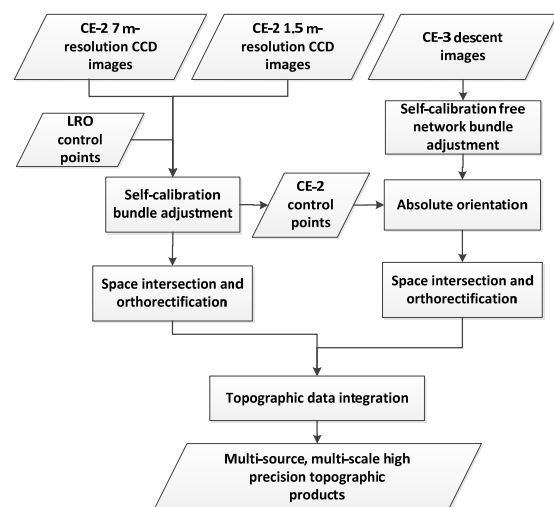 CE-2 7 m-
resolution CCD
images
CE-2 1.5 m-
resolution CCD
images
CE-3 descent
images
LRO
control
points
Self-calibration free
network bundle
adjustment
Self-calibration
bundle adjustment
CE-2
control
points
Absolute orientation
Space intersection and
orthorectification
Space intersection and
orthorectification
Topographic data integration
Multi-source, multi-scale high
precision topographic
products